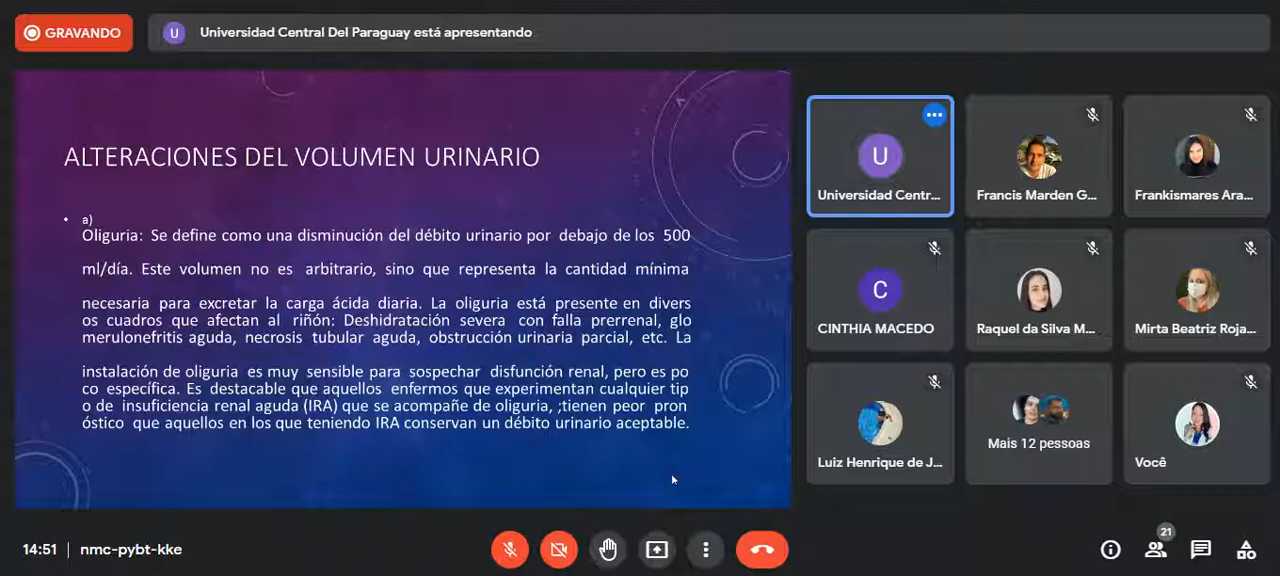 GRAVANDO
U
Universidad Central Del Paraguay está apresentando
ALTERACIONES DEL VOLUMEN URINARIO
• a)
Oliguria: Se define como una disminución del débito urinario por debajo de los 500
ml/día. Este volumen no es arbitrario, sino que representa la cantidad mínima
necesaria para excretar la carga ácida diaria. La oliguria está presente en divers
os cuadros que afectan al riñón: Deshidratación severa con falla prerrenal, glo
merulonefritis aguda, necrosis tubular aguda, obstrucción urinaria parcial, etc. La
instalación de oliguria es muy sensible para sospechar disfunción renal, pero es po
co específica. Es destacable que aquellos enfermos que experimentan cualquier tip
o de insuficiencia renal aguda (IRA) que se acompañe de oliguria, ;tienen peor pron
óstico que aquellos en los que teniendo IRA conservan un débito urinario aceptable.
U
Universidad Centr...
Francis Marden G...
Frankismares Ara...
C
CINTHIA MACEDO
Raquel da Silva M...
Mirta Beatriz Roja...
Luiz Henrique de J...
Mais 12 pessoas
Você
14:51 | nmc-pybt-kke
21